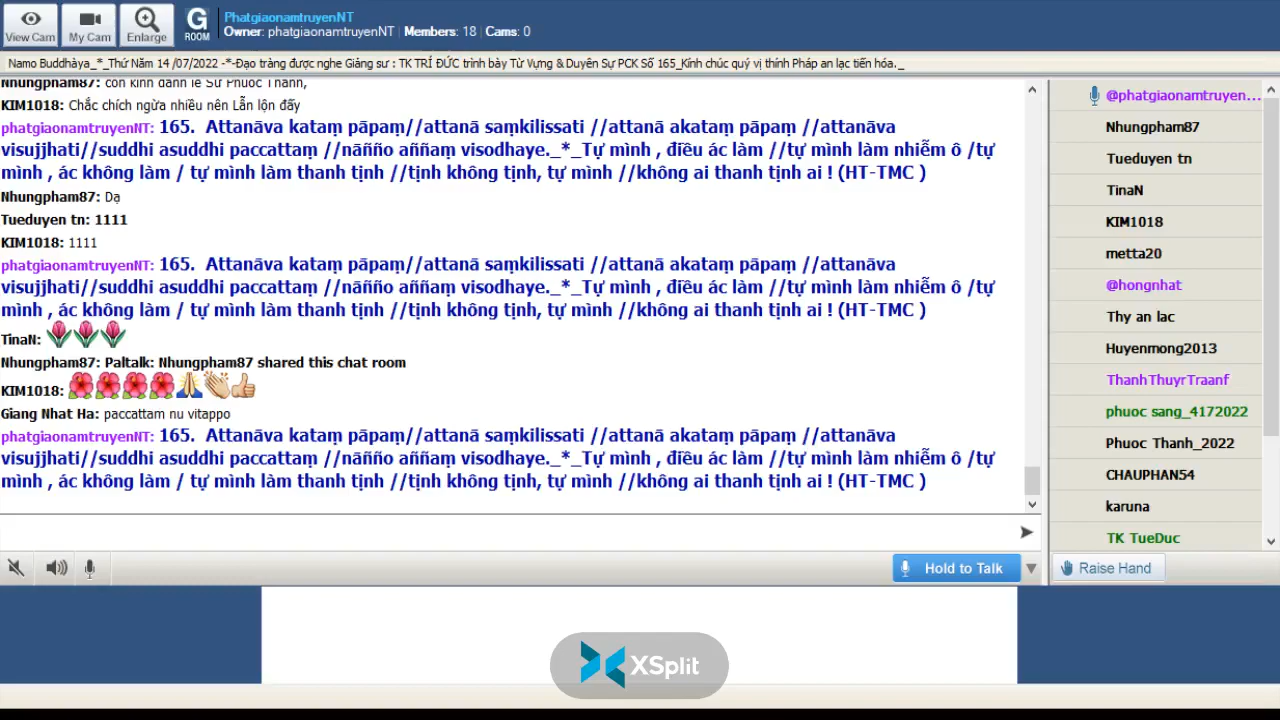 View Cam
My Cam
Enlarge
G
ROOM
PhatgiaonamtruyenNT
Owner: phatgiaonamtruyenNT | Members: 18 | Cams: 0
Namo Buddhàya_*_Thứ Năm 14 /07/2022 -*-Đạo tràng được nghe Giảng sư : TK TRÍ ĐỨC trình bày Từ Vựng & Duyên Sự PCK Số 165_Kính chúc quý vị thính Pháp an lạc tiến hóa._
KIM1018: Chắc chích ngừa nhiều nên Lẫn lộn đấy
phatgiaonamtruyenNT: 165. Attanāva kataṃ pāpaṃ//attanā saṃkilissati //attanā akataṃ pāpaṃ //attanāva
visujjhati//suddhi asuddhi paccattaṃ //nāñño aññaṃ visodhaye._*_Tự mình , điều ác làm //tự mình làm nhiễm ô /tự
mình , ác không làm / tự mình làm thanh tịnh //tịnh không tịnh, tự mình //không ai thanh tịnh ai ! (HT-TMC )
Nhungpham87: Dạ
Tueduyen tn: 1111
KIM1018: 1111
phatgiaonamtruyenNT: 165. Attanāva kataṃ pāpaṃ//attanā saṃkilissati //attanā akataṃ pāpaṃ //attanāva
visujjhati//suddhi asuddhi paccattaṃ //nāñño aññaṃ visodhaye._*_Tự mình , điều ác làm //tự mình làm nhiễm ô /tự
mình , ác không làm / tự mình làm thanh tịnh //tịnh không tịnh, tự mình //không ai thanh tịnh ai ! (HT-TMC )
TinaN:
Nhungpham87: Paltalk: Nhungpham87 shared this chat room
KIM1018:
Giang Nhat Ha: paccattam nu vitappo
phatgiaonamtruyenNT: 165. Attanāva kataṃ pāpaṃ//attanā saṃkilissati //attanā akataṃ pāpaṃ //attanāva
visujjhati//suddhi asuddhi paccattaṃ //nāñño aññaṃ visodhaye._*_Tự mình , điều ác làm //tự mình làm nhiễm ô /tự
mình , ác không làm / tự mình làm thanh tịnh //tịnh không tịnh, tự mình //không ai thanh tịnh ai ! (HT-TMC )
@phatgiaonamtruyen...
Nhungpham87
Tueduyen tn
TinaN
KIM1018
metta20
@hongnhat
Thy an lac
Huyenmong2013
ThanhThuyrTraanf
phuoc sang_4172022
Phuoc Thanh_2022
CHAUPHAN54
karuna
TK TueDuc
Hold to Talk
Raise Hand
XSplit